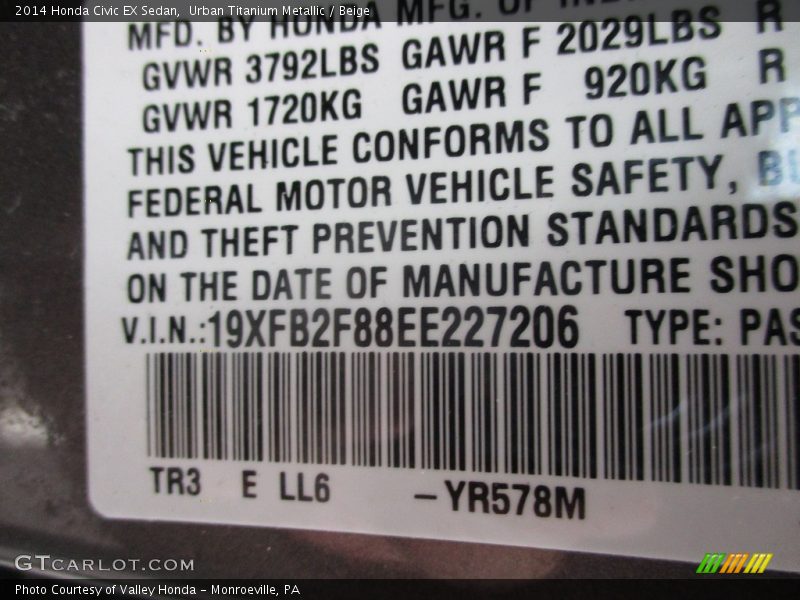 2014 Honda Civic EX Sedan,  Urban Titanium Metallic / Beige
MFD. BY HONDA MFG. OF
GVWR 3792LBS GAWR F 2029LBS R
GVWR 1720KG GAWR F 920KG R
THIS VEHICLE CONFORMS TO ALL APP
FEDERAL MOTOR VEHICLE SAFETY,
AND THEFT PREVENTION STANDARDS
ON THE DATE OF MANUFACTURE SHO
V.I.N.:19XFB2F88EE227206 TYPE: PAS
TR3 E LL6 –YR578M
GTCARLOT.COM
Photo Courtesy of Valley Honda – Monroeville, PA